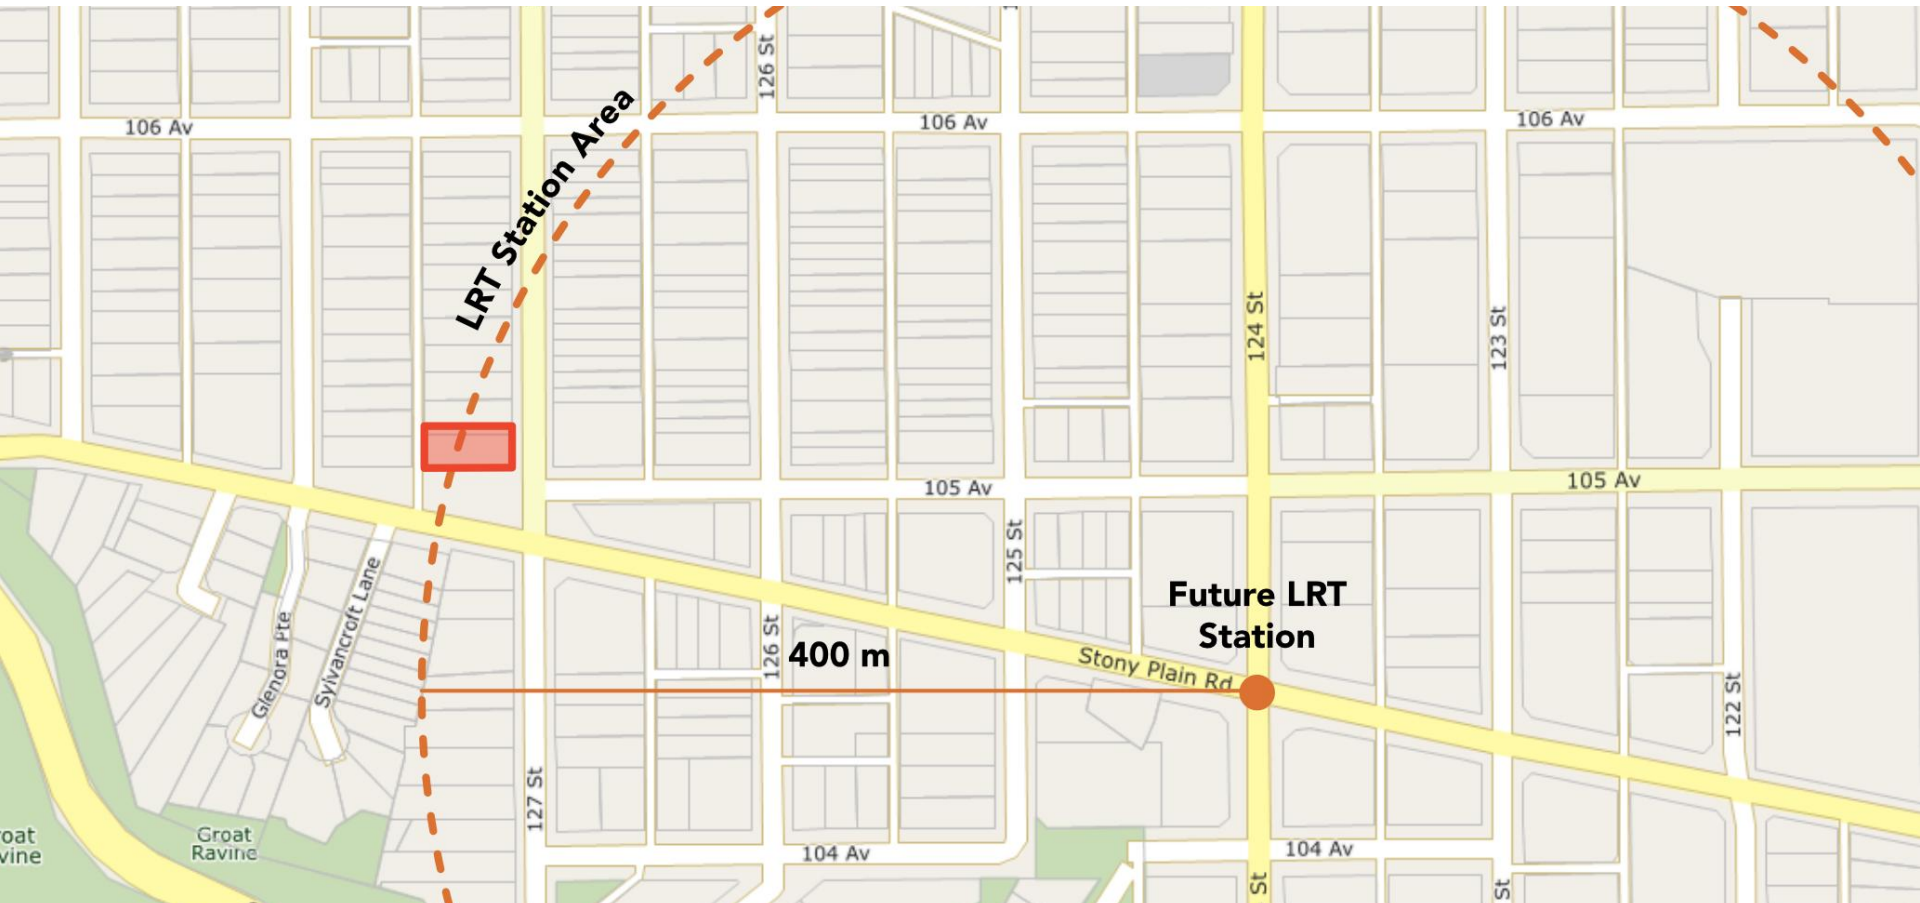 126 St
106 Av
106 Av
106 Av
LRT Station Area
124 St
123 St
105 Av
105 Av
125 St
Future LRT
Station
Sylvancroft Lane
Glenora Pte
126 St
400 m
Stony Plain Rd
122 St
127 St
Groat
Ravine
104 Av
104 Av
St
St